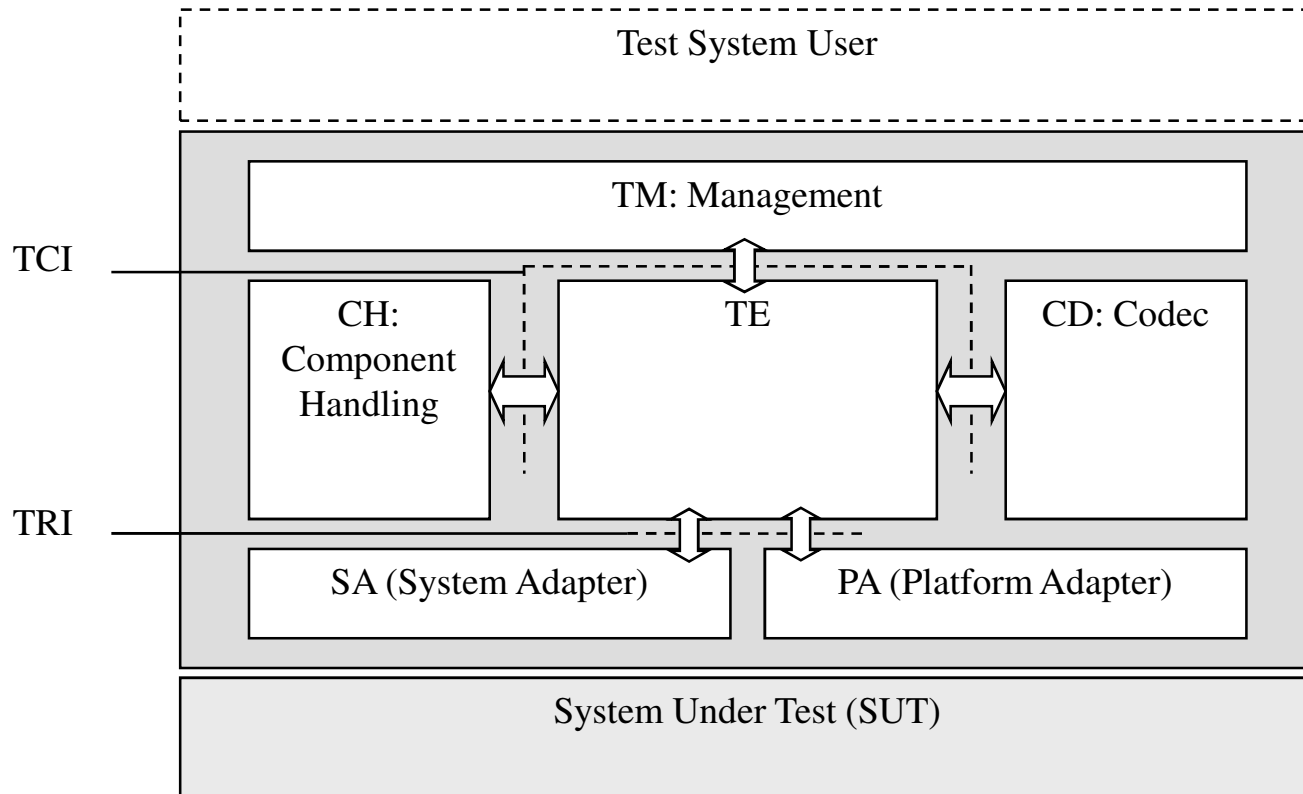 Test System User
TM: Management
TCI
CH:
Component
Handling
TE
CD: Codec
TRI
SA (System Adapter)
PA (Platform Adapter)
System Under Test (SUT)